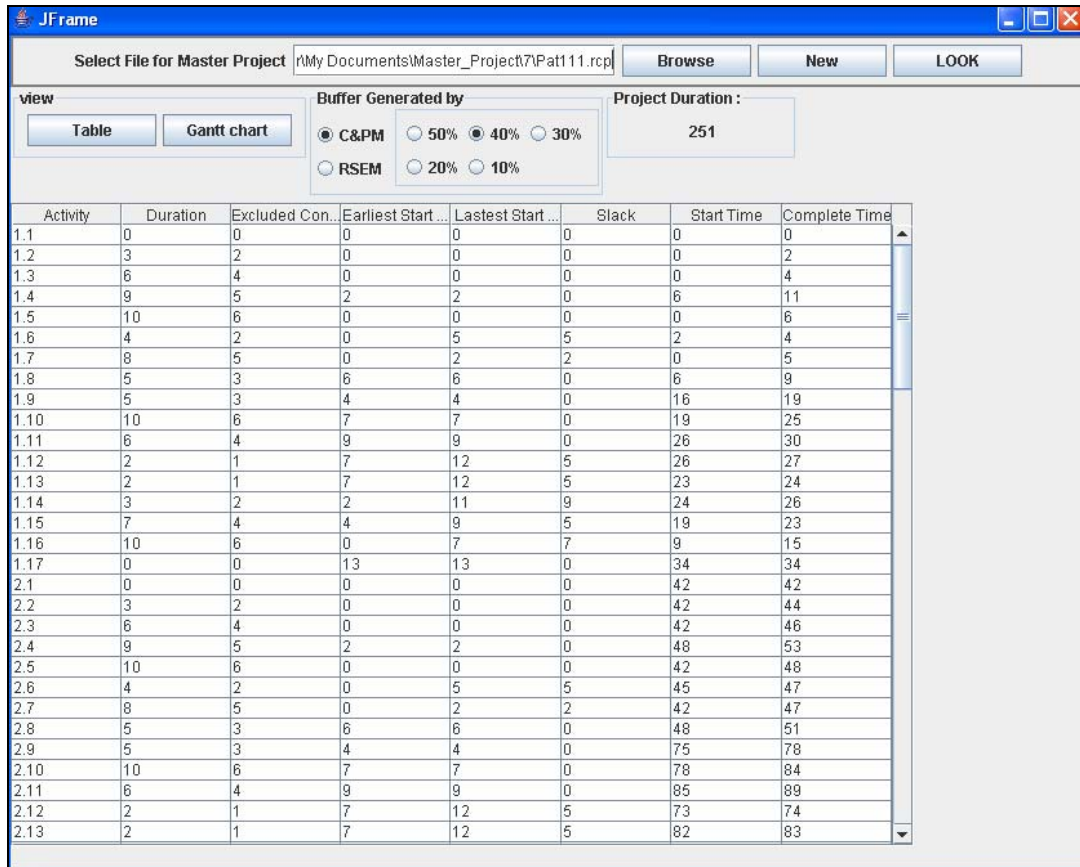 JFrame
Select File for Master Project r\My Documents\Master_Project\7\Pat111.rcp Browse New LOOK
view Buffer Generated by Project Duration :
Table Gantt chart C&PM 50% 40% 30% 251
RSEM 20% 10%
Activity Duration Excluded Con... Earliest Start ... Lastest Start ... Slack Start Time Complete Time
1.1 0 0 0 0 0 0 0
1.2 3 2 0 0 0 0 2
1.3 6 4 0 0 0 0 4
1.4 9 5 2 2 0 6 11
1.5 10 6 0 0 0 0 6
1.6 4 2 0 5 5 2 4
1.7 8 5 0 2 2 0 5
1.8 5 3 6 6 0 6 9
1.9 5 3 4 4 0 16 19
1.10 10 6 7 7 0 19 25
1.11 6 4 9 9 0 26 30
1.12 2 1 7 12 5 26 27
1.13 2 1 7 12 5 23 24
1.14 3 2 2 11 9 24 26
1.15 7 4 4 9 5 19 23
1.16 10 6 0 7 7 9 15
1.17 0 0 13 13 0 34 34
2.1 0 0 0 0 0 42 42
2.2 3 2 0 0 0 42 44
2.3 6 4 0 0 0 42 46
2.4 9 5 2 2 0 48 53
2.5 10 6 0 0 0 42 48
2.6 4 2 0 5 5 45 47
2.7 8 5 0 2 2 42 47
2.8 5 3 6 6 0 48 51
2.9 5 3 4 4 0 75 78
2.10 10 6 7 7 0 78 84
2.11 6 4 9 9 0 85 89
2.12 2 1 7 12 5 73 74
2.13 2 1 7 12 5 82 83